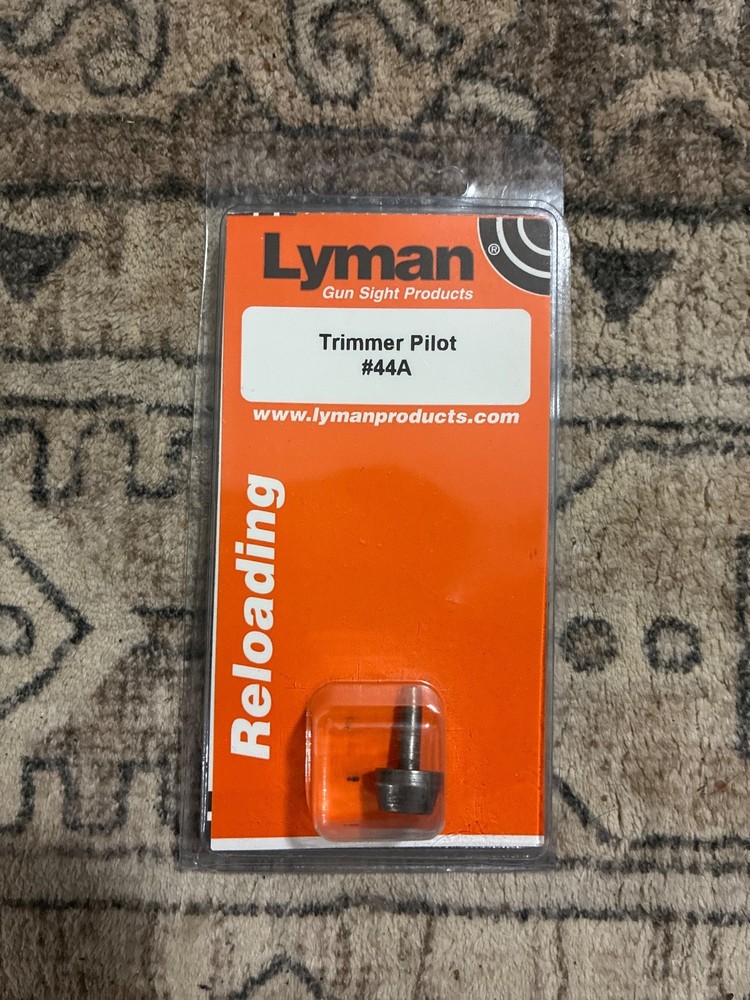 Lyman
®
Gun Sight Products
Trimmer Pilot
#44A
www.lymanproducts.com
Reloading